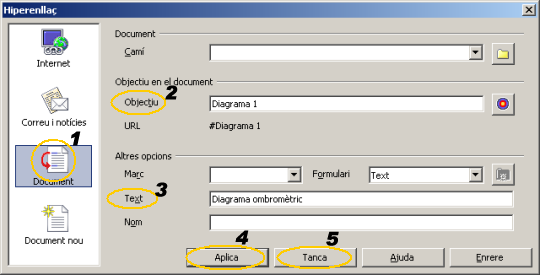 Hiperenllaç
Internet
Correu i notícies
1
Document
Document nou
Document
Camí
Objectiu en el document
2
Objectiu Diagrama 1
URL #Diagrama 1
Altres opcions
Marc Formulari Text
3
Text Diagrama ombromètric
Nom
4 5
Aplica Tanca Ajuda Enrere